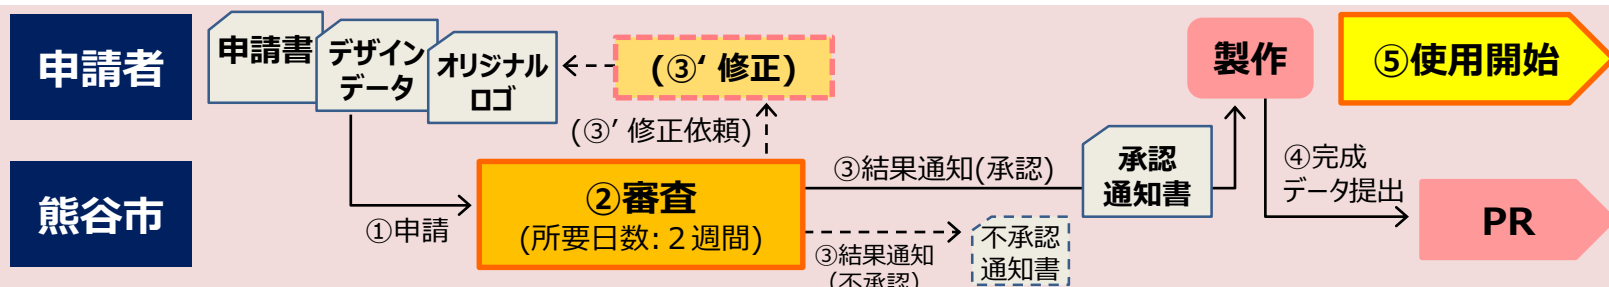 申請者
申請書
デザイン
データ
オリジナル
ロゴ
(③‘ 修正)
(③’ 修正依頼)
製作
⑤使用開始
熊谷市
①申請
②審査
(所要日数:２週間)
③結果通知(承認)
承認
通知書
③結果通知
(不承認)
不承認
通知書
④完成
データ提出
PR